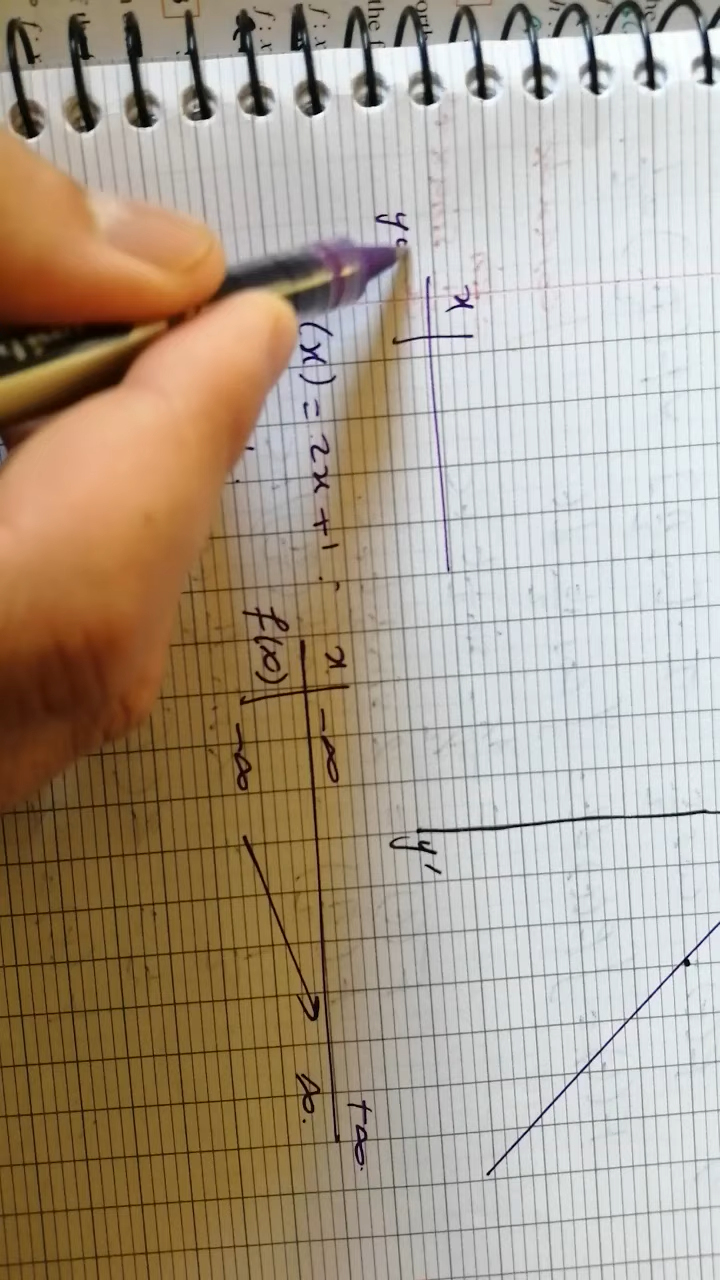 x
y
(x) = 2x + 1 :
x -∞ +∞
f(x) -∞ ∞.
y'